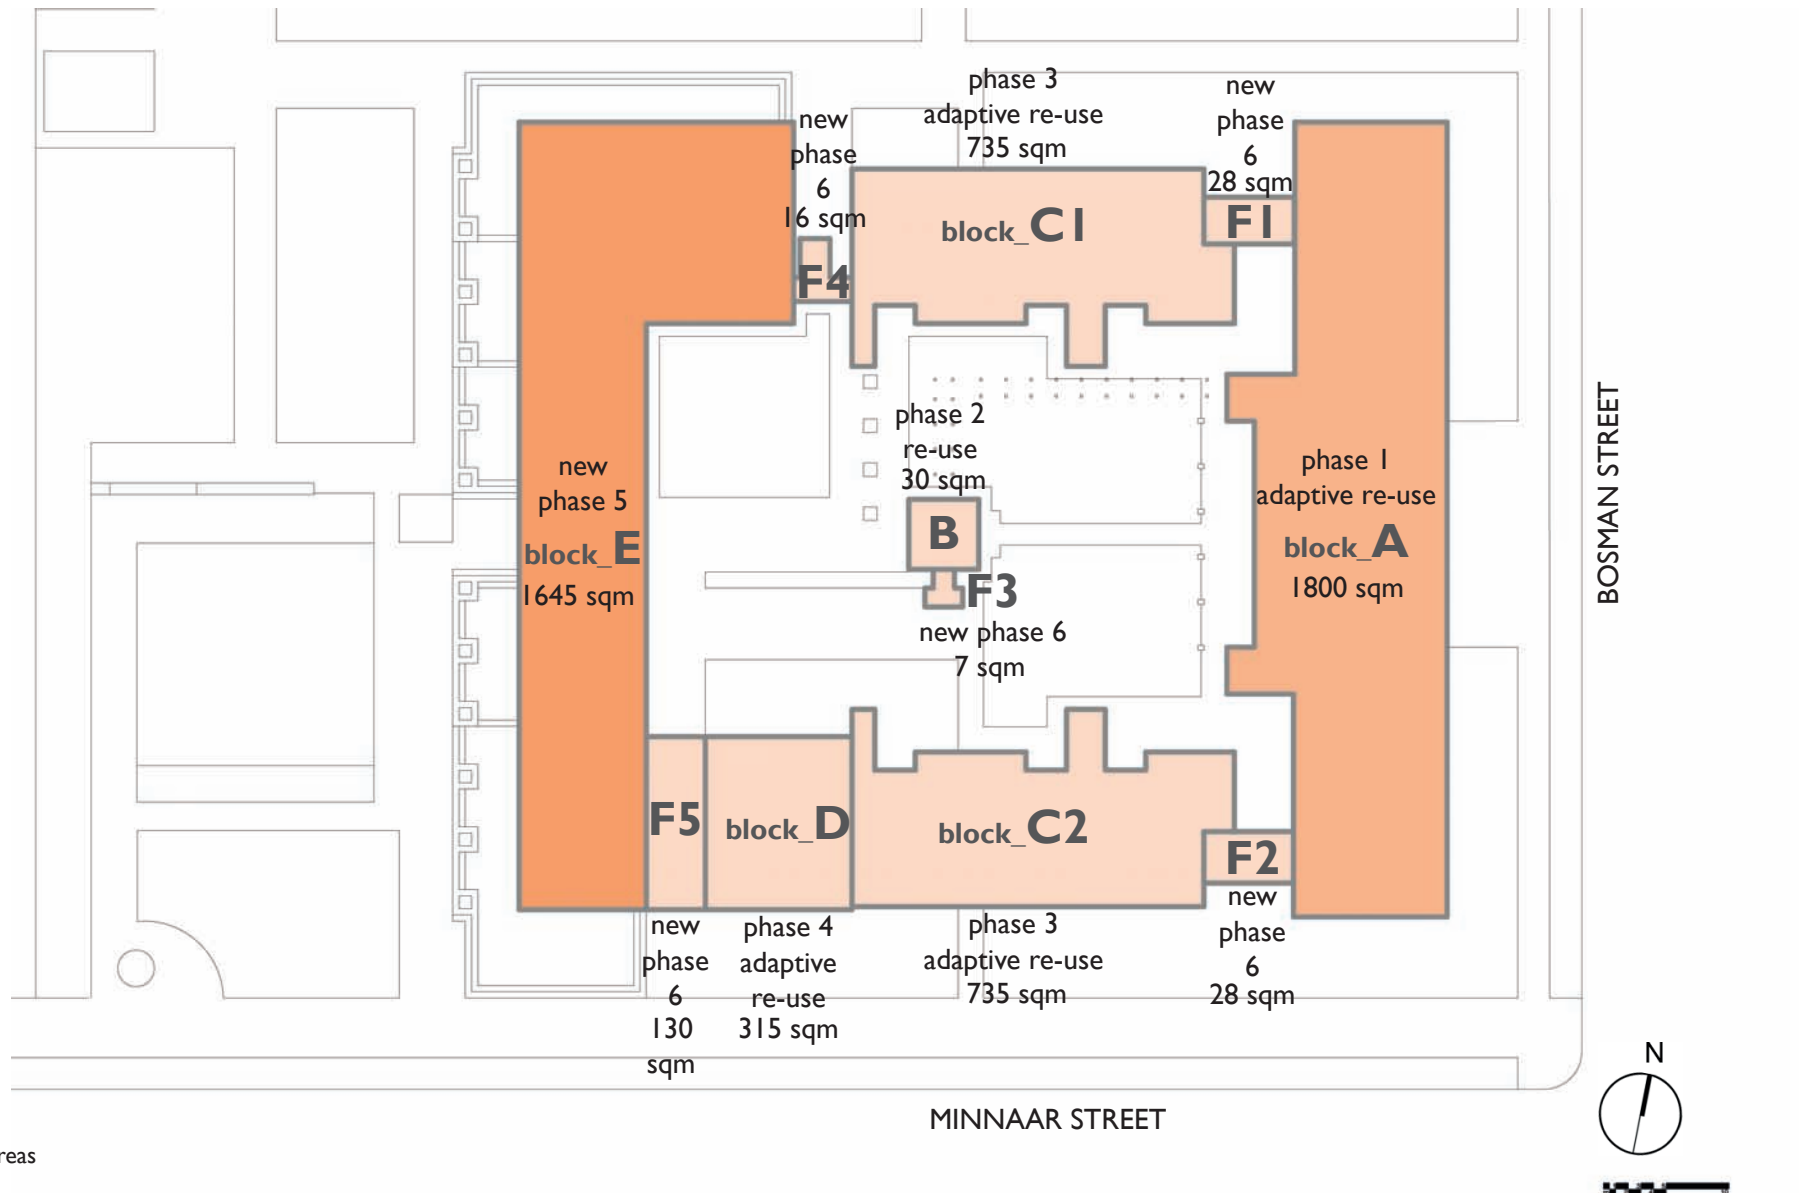 phase 3
adaptive re-use
735 sqm
new
phase
6
28 sqm
new
phase
6
16 sqm
block_C1
F1
F4
phase 2
re-use
30 sqm
B
F3
new phase 6
7 sqm
new
phase 5
block_E
1645 sqm
phase 1
adaptive re-use
block_A
1800 sqm
BOSMAN STREET
F5
block_D
block_C2
F2
new
phase
6
130
sqm
phase 4
adaptive
re-use
315 sqm
phase 3
adaptive re-use
735 sqm
new
phase
6
28 sqm
N
MINNAAR STREET
reas